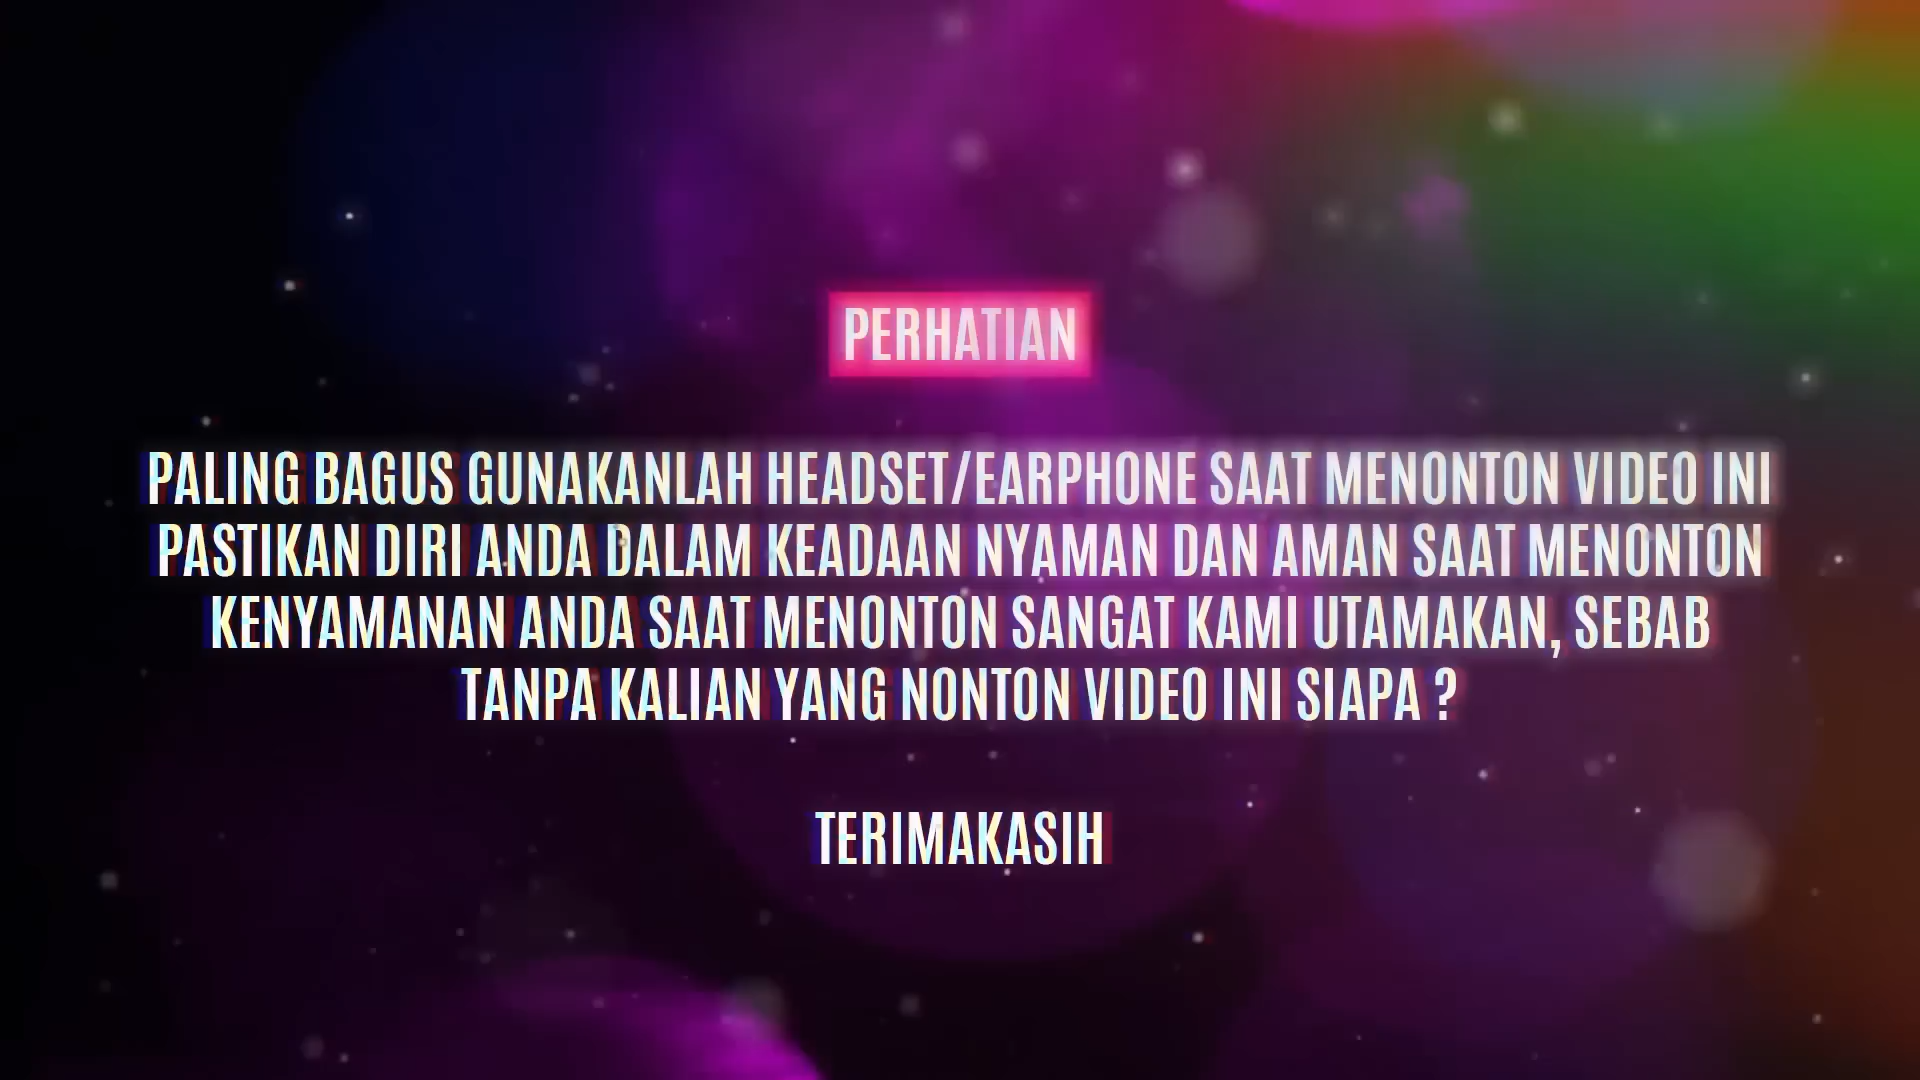 PERHATIAN
PALING BAGUS GUNAKANLAH HEADSET/EARPHONE SAAT MENONTON VIDEO INI
PASTIKAN DIRI ANDA DALAM KEADAAN NYAMAN DAN AMAN SAAT MENONTON
KENYAMANAN ANDA SAAT MENONTON SANGAT KAMI UTAMAKAN, SEBAB
TANPA KALIAN YANG NONTON VIDEO INI SIAPA ?
TERIMAKASIH